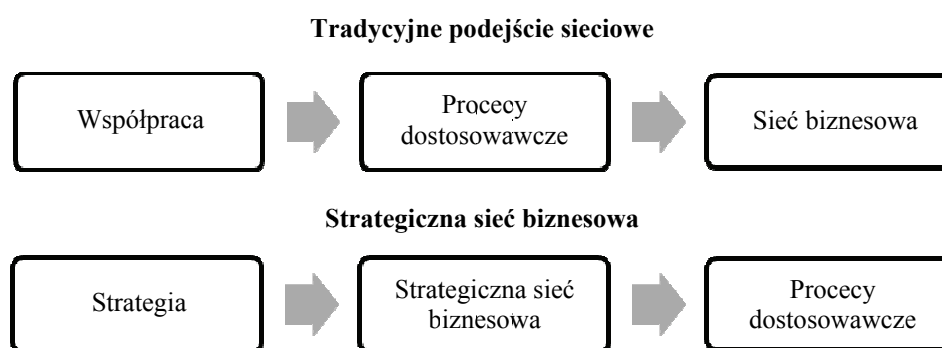 Tradycyjne podejście sieciowe
Współpraca
Procecy
dostosowawcze
Sieć biznesowa
Strategiczna sieć biznesowa
Strategia
Strategiczna sieć
biznesowa
Procecy
dostosowawcze